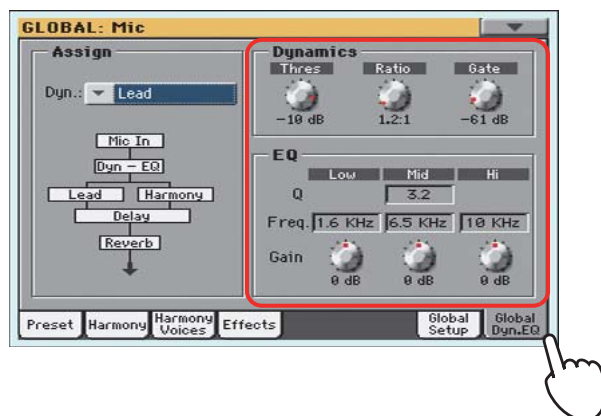 GLOBAL: Mic
Assign
Dyn.: Lead
Mic In
Dyn - EQ
Lead Harmony
Delay
Reverb
Dynamics
Thres Ratio Gate
-10 dB 1.2:1 -61 dB
EQ
Low Mid Hi
Q 3.2
Freq. 1.6 KHz 6.5 KHz 10 KHz
Gain
0 dB 0 dB 0 dB
Preset Harmony Harmony Voices Effects Global Setup Global Dyn.EQ